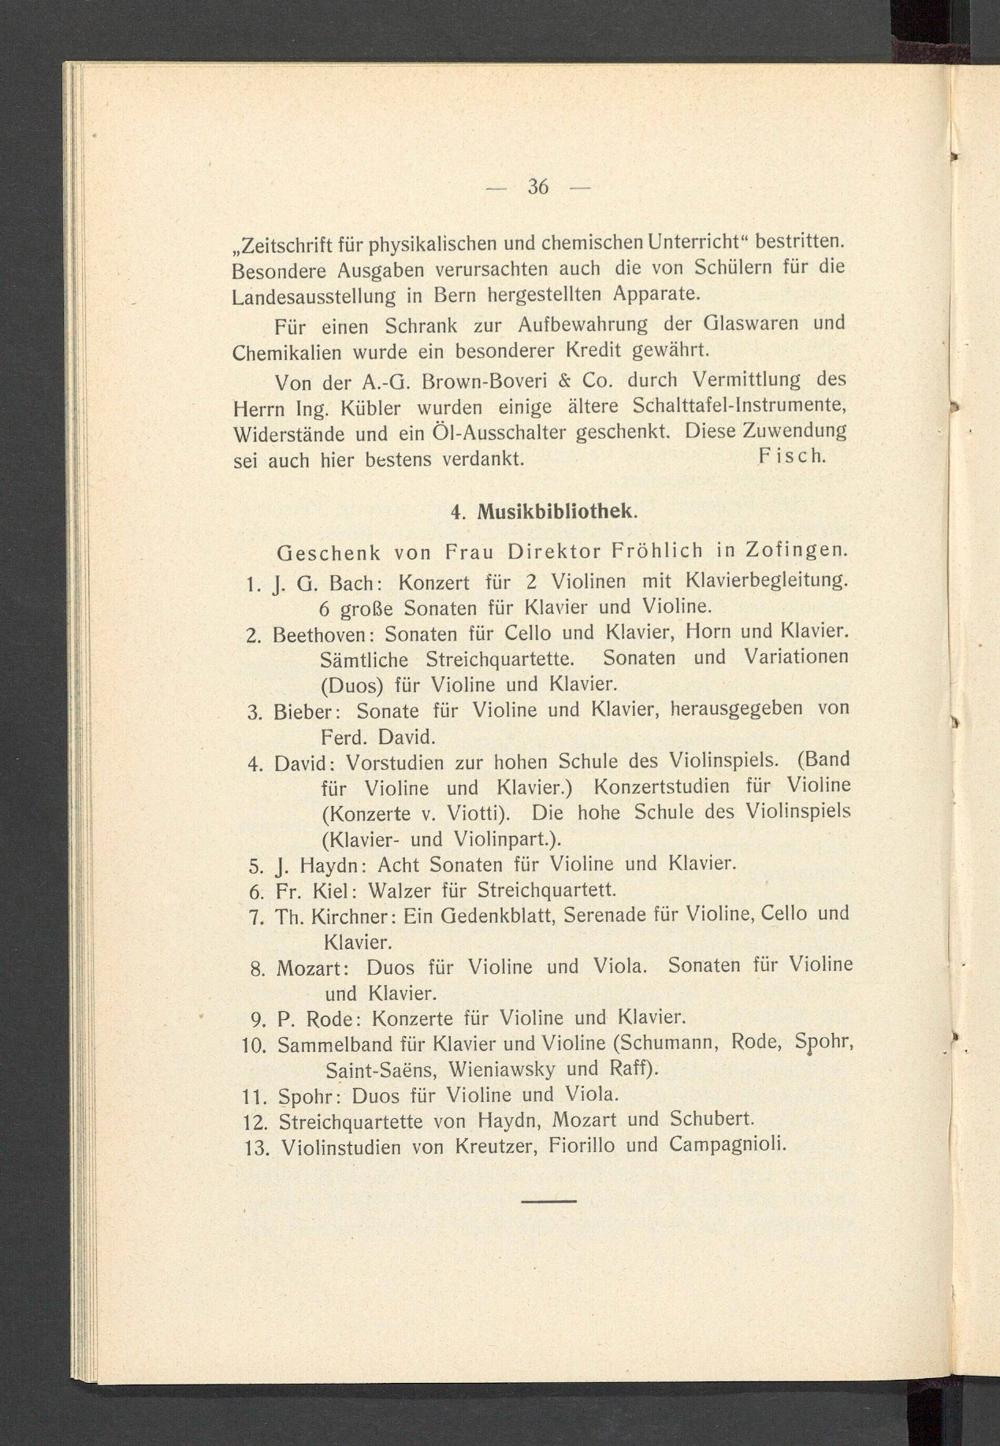 — 36 —
„Zeitschrift für physikalischen und chemischen Unterricht“ bestritten.
Besondere Ausgaben verursachten auch die von Schülern für die
Landesausstellung in Bern hergestellten Apparate.
Für einen Schrank zur Aufbewahrung der Glaswaren und
Chemikalien wurde ein besonderer Kredit gewährt.
Von der A.-G. Brown-Boveri & Co. durch Vermittlung des
Herrn Ing. Kübler wurden einige ältere Schalttafel-Instrumente,
Widerstände und ein Öl-Ausschalter geschenkt. Diese Zuwendung
sei auch hier bestens verdankt. Fisch.
4. Musikbibliothek.
Geschenk von Frau Direktor Fröhlich in Zofingen.
1. J. G. Bach: Konzert für 2 Violinen mit Klavierbegleitung.
6 große Sonaten für Klavier und Violine.
2. Beethoven: Sonaten für Cello und Klavier, Horn und Klavier.
Sämtliche Streichquartette. Sonaten und Variationen
(Duos) für Violine und Klavier.
3. Bieber: Sonate für Violine und Klavier, herausgegeben von
Ferd. David.
4. David: Vorstudien zur hohen Schule des Violinspiels. (Band
für Violine und Klavier.) Konzertstudien für Violine
(Konzerte v. Viotti). Die hohe Schule des Violinspiels
(Klavier- und Violinpart.).
5. J. Haydn: Acht Sonaten für Violine und Klavier.
6. Fr. Kiel: Walzer für Streichquartett.
7. Th. Kirchner: Ein Gedenkblatt, Serenade für Violine, Cello und
Klavier.
8. Mozart: Duos für Violine und Viola. Sonaten für Violine
und Klavier.
9. P. Rode: Konzerte für Violine und Klavier.
10. Sammelband für Klavier und Violine (Schumann, Rode, Spohr,
Saint-Saëns, Wieniawsky und Raff).
11. Spohr: Duos für Violine und Viola.
12. Streichquartette von Haydn, Mozart und Schubert.
13. Violinstudien von Kreutzer, Fiorillo und Campagnioli.